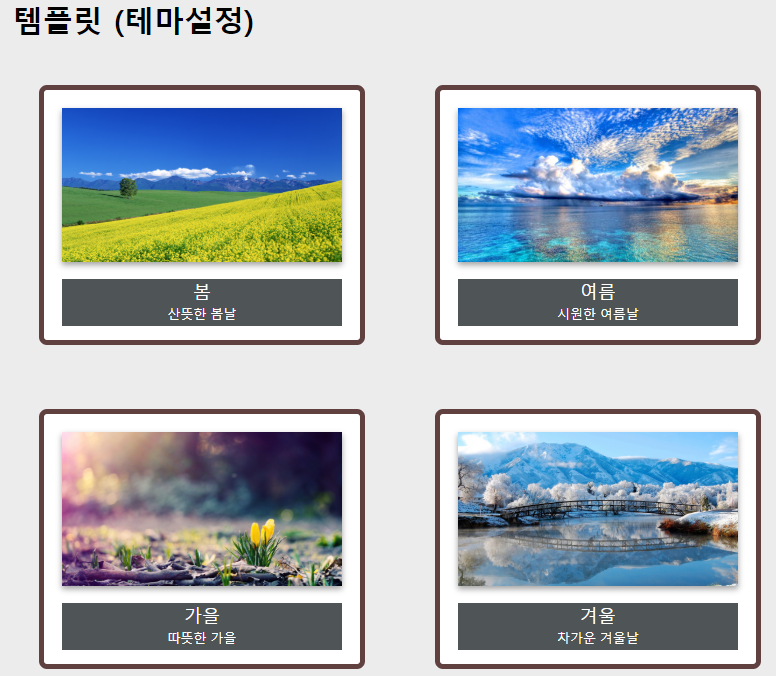 템플릿 (테마설정)
봄
산뜻한 봄날
여름
시원한 여름날
가을
따뜻한 가을
겨울
차가운 겨울날